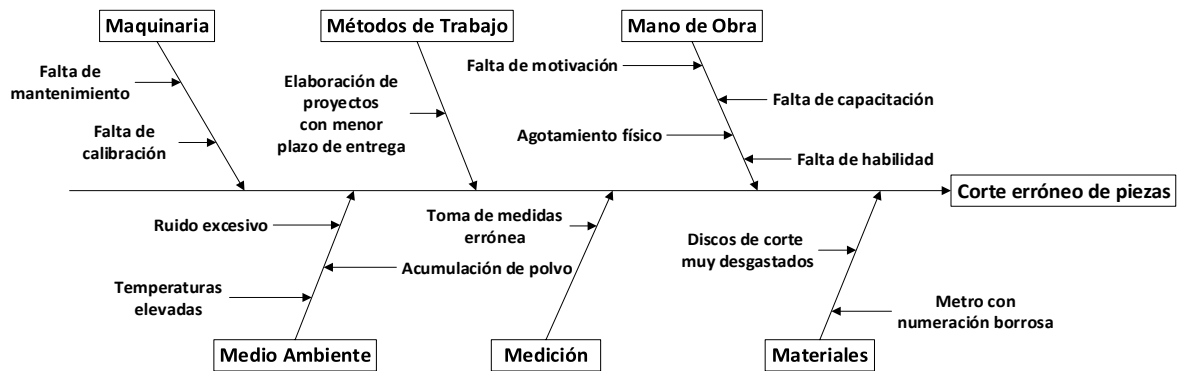 Maquinaria
Métodos de Trabajo
Mano de Obra
Falta de
mantenimiento
Falta de
calibración
Elaboración de
proyectos
con menor
plazo de entrega
Falta de motivación
Falta de capacitación
Agotamiento físico
Falta de habilidad
Corte erróneo de piezas
Ruido excesivo
Acumulación de polvo
Temperaturas
elevadas
Toma de medidas
errónea
Discos de corte
muy desgastados
Metro con
numeración borrosa
Medio Ambiente
Medición
Materiales